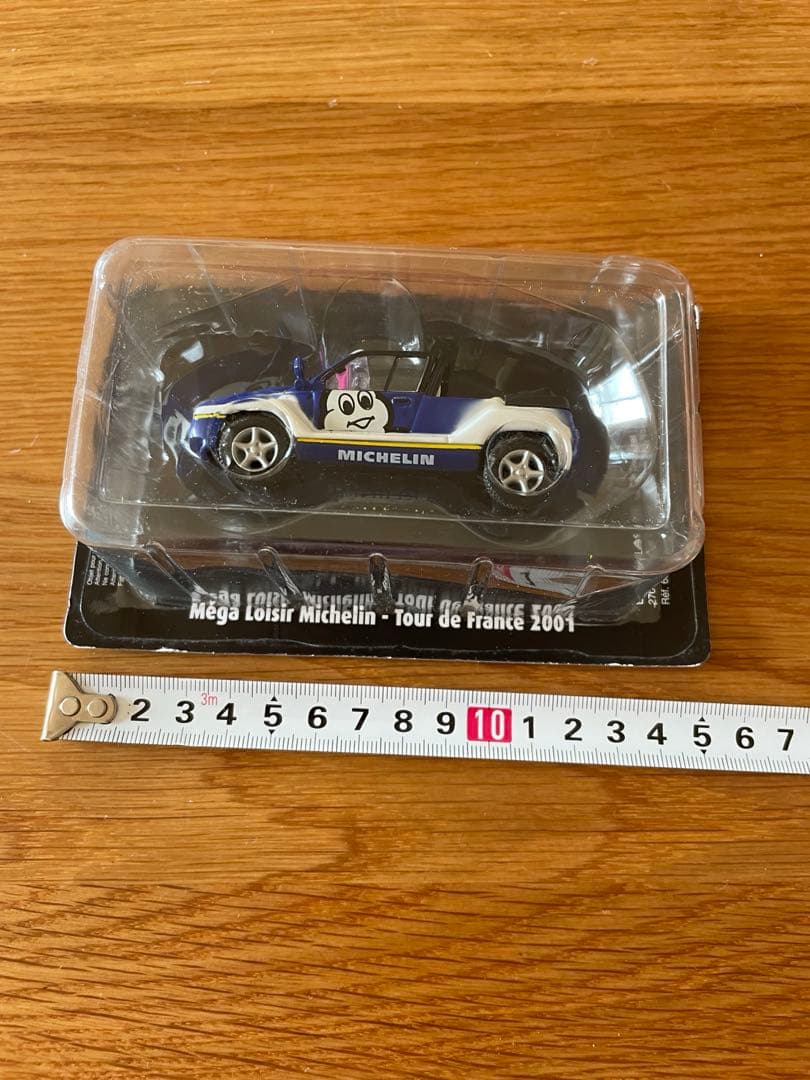 MICHELIN
Méga Loisir Michelin - Tour de France 2001
3m
2 3 4 5 6 7 8 9 10 1 2 3 4 5 6 7